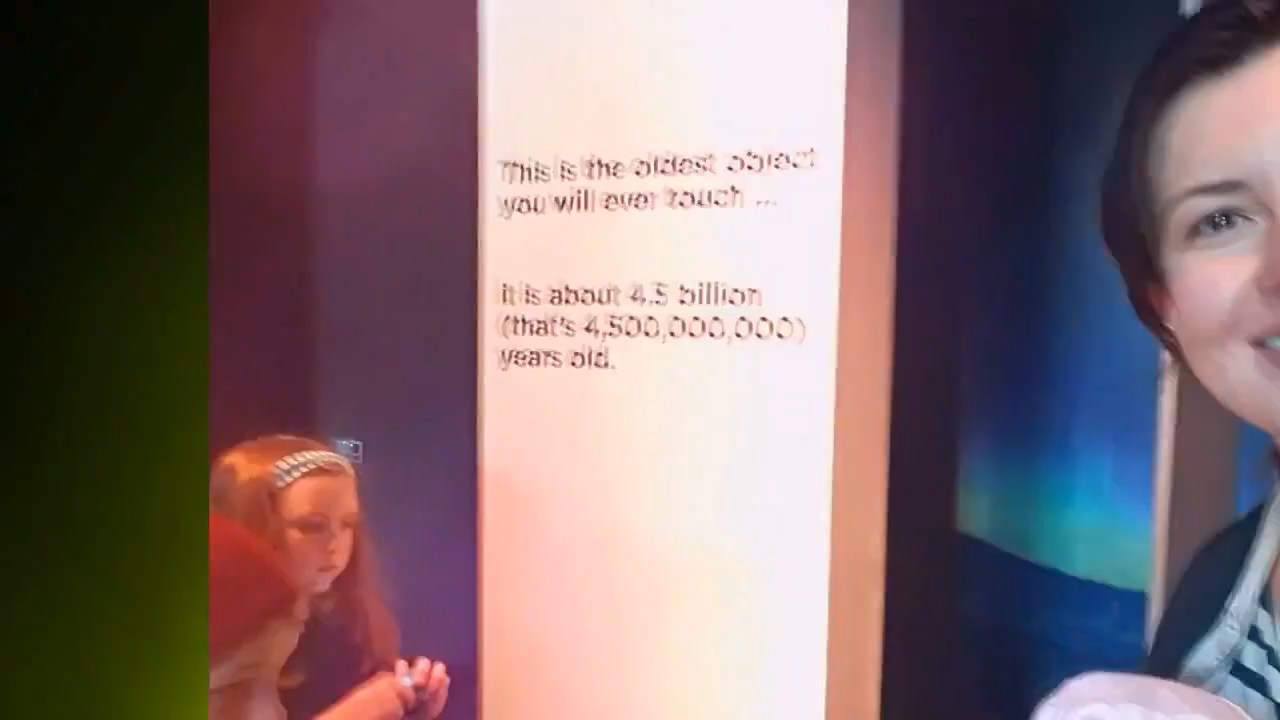 This is the oldest object
you will ever touch ...
It is about 4.5 billion
(that's 4,500,000,000)
years old.